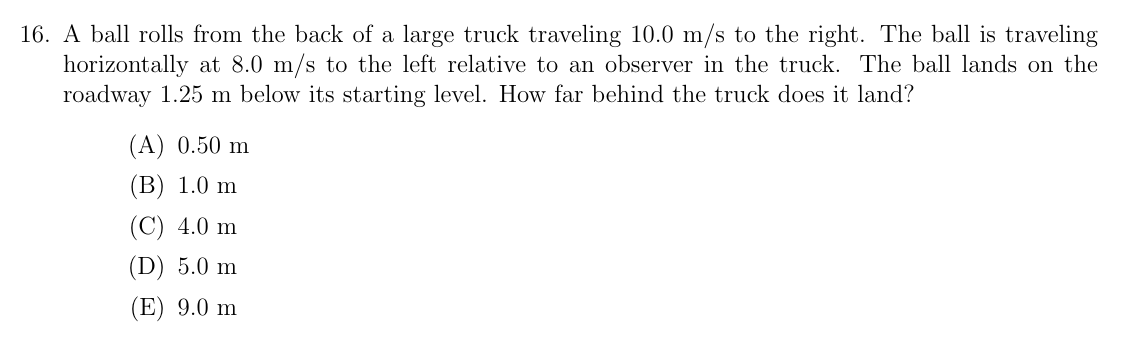 16. A ball rolls from the back of a large truck traveling 10.0 m/s to the right. The ball is traveling
horizontally at 8.0 m/s to the left relative to an observer in the truck. The ball lands on the
roadway 1.25 m below its starting level. How far behind the truck does it land?
(A) 0.50 m
(B) 1.0 m
(C) 4.0 m
(D) 5.0 m
(E) 9.0 m